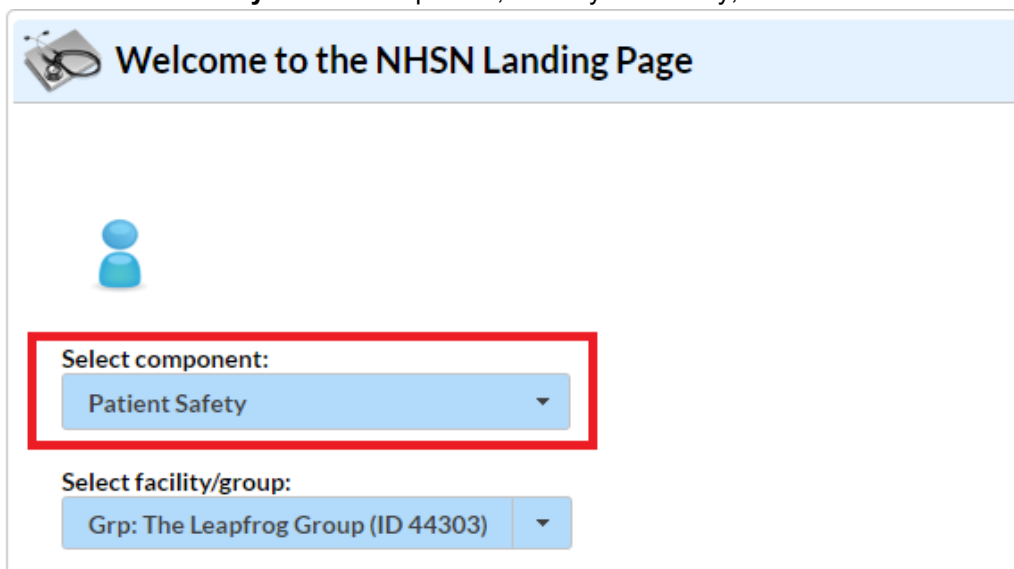 Welcome to the NHSN Landing Page
Select component:
Patient Safety
Select facility/group:
Grp: The Leapfrog Group (ID 44303)